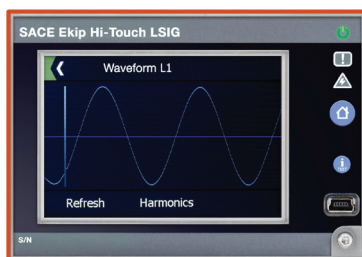 SACE Ekip Hi-Touch LSIG
Waveform L1
Refresh Harmonics
S/N